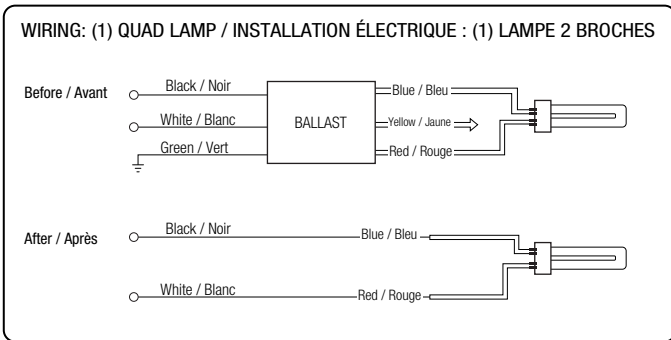 WIRING: (1) QUAD LAMP / INSTALLATION ÉLECTRIQUE : (1) LAMPE 2 BROCHES
Before / Avant
Black / Noir
White / Blanc
Green / Vert
BALLAST
Blue / Bleu
Yellow / Jaune
Red / Rouge
After / Après
Black / Noir
Blue / Bleu
White / Blanc
Red / Rouge